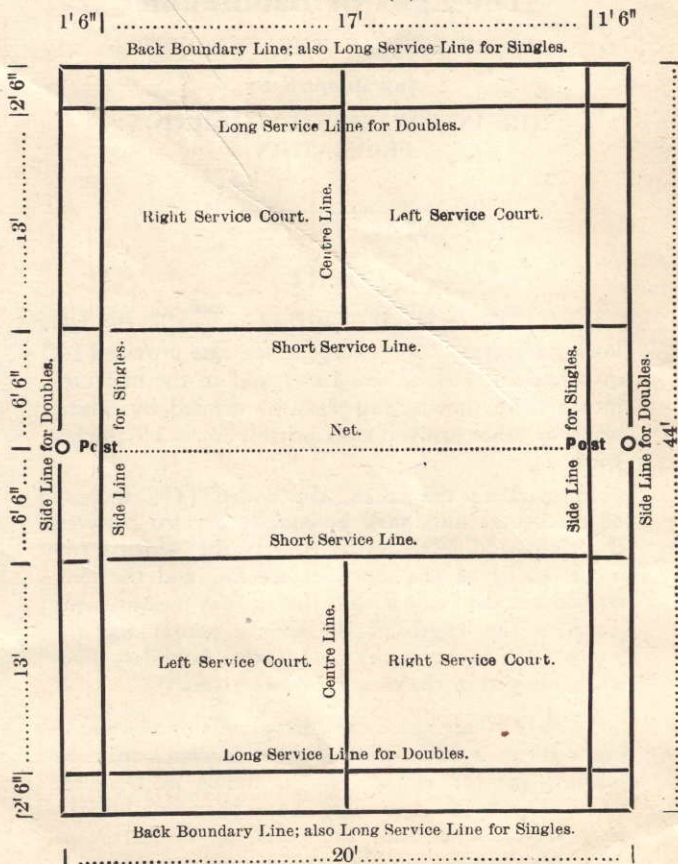 1' 6" 17' 1' 6"
Back Boundary Line; also Long Service Line for Singles.
2' 6"
Long Service Line for Doubles.
13'
Right Service Court.
Centre Line.
Left Service Court.
Short Service Line.
6' 6"
Side Line for Doubles.
Side Line for Singles.
Net.
Post
Post
Side Line for Singles.
Side Line for Doubles.
44'
6' 6"
Short Service Line.
13'
Left Service Court.
Centre Line.
Right Service Court.
Long Service Line for Doubles.
2' 6"
Back Boundary Line; also Long Service Line for Singles.
20'